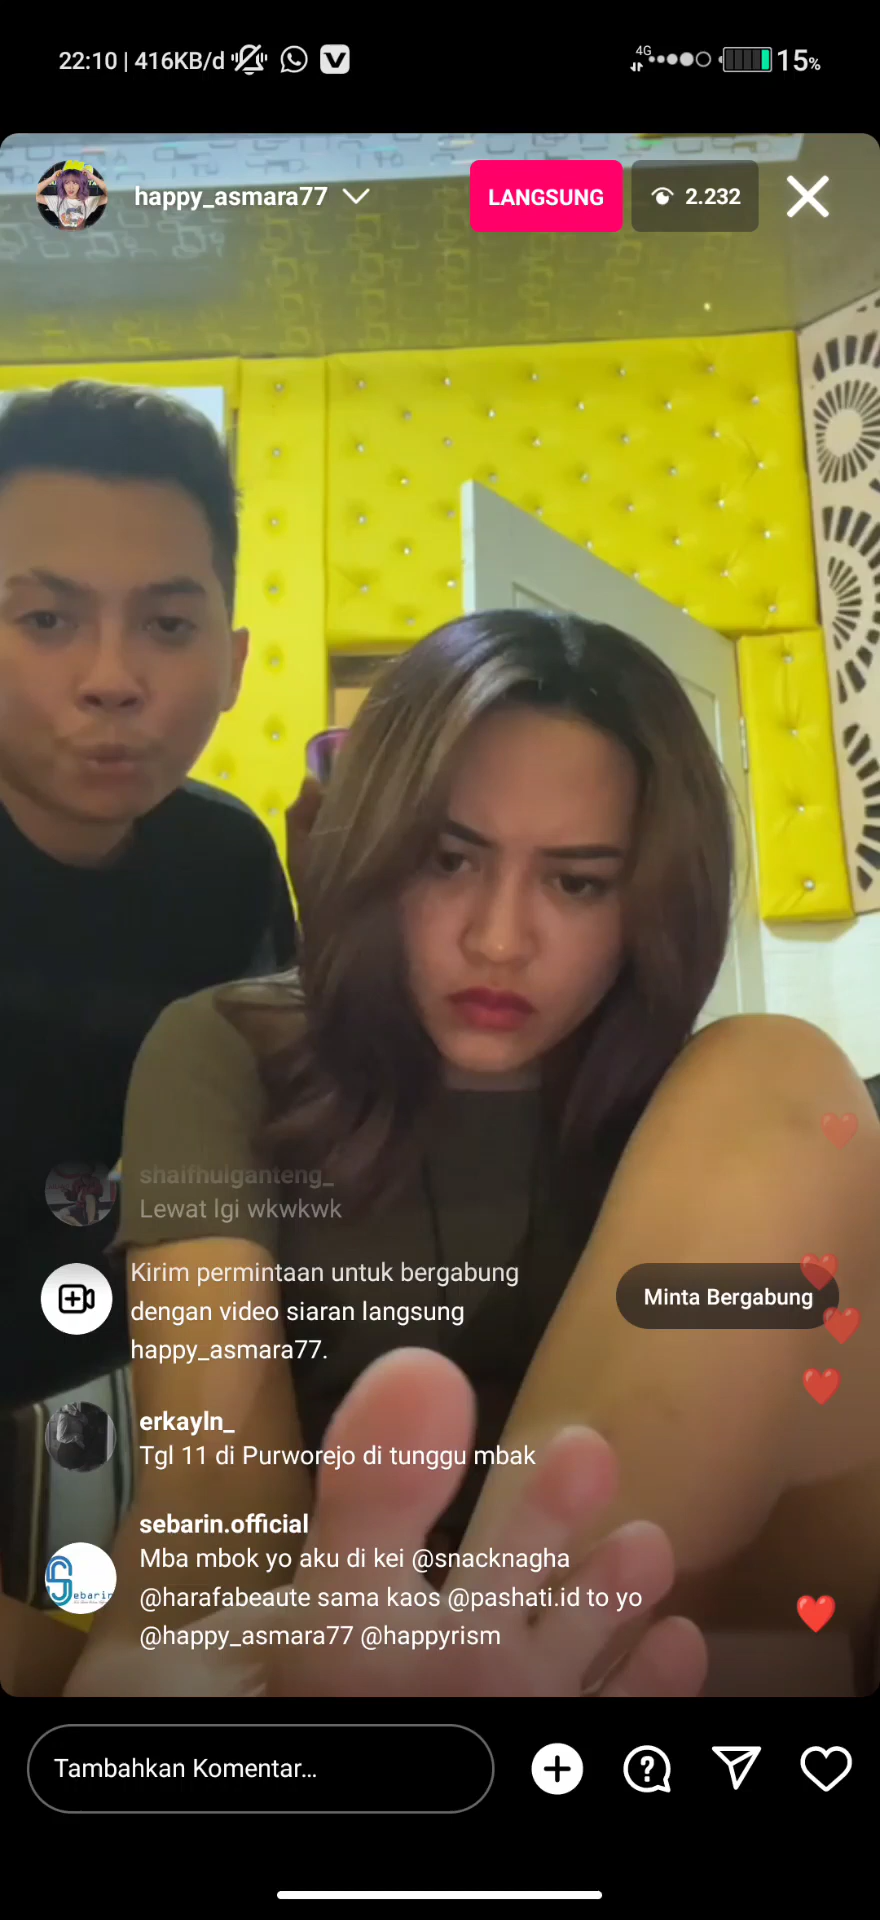 22:10 | 416KB/d
4G
15%
happy_asmara77
LANGSUNG
2.232
shaifhulganteng_
Lewat lgi wkwkwk
Kirim permintaan untuk bergabung
dengan video siaran langsung
happy_asmara77.
Minta Bergabung
erkayln_
Tgl 11 di Purworejo di tunggu mbak
sebarin.official
Mba mbok yo aku di kei @snacknagha
@harafabeaute sama kaos @pashati.id to yo
@happy_asmara77 @happyrism
ebarin
Tambahkan Komentar...